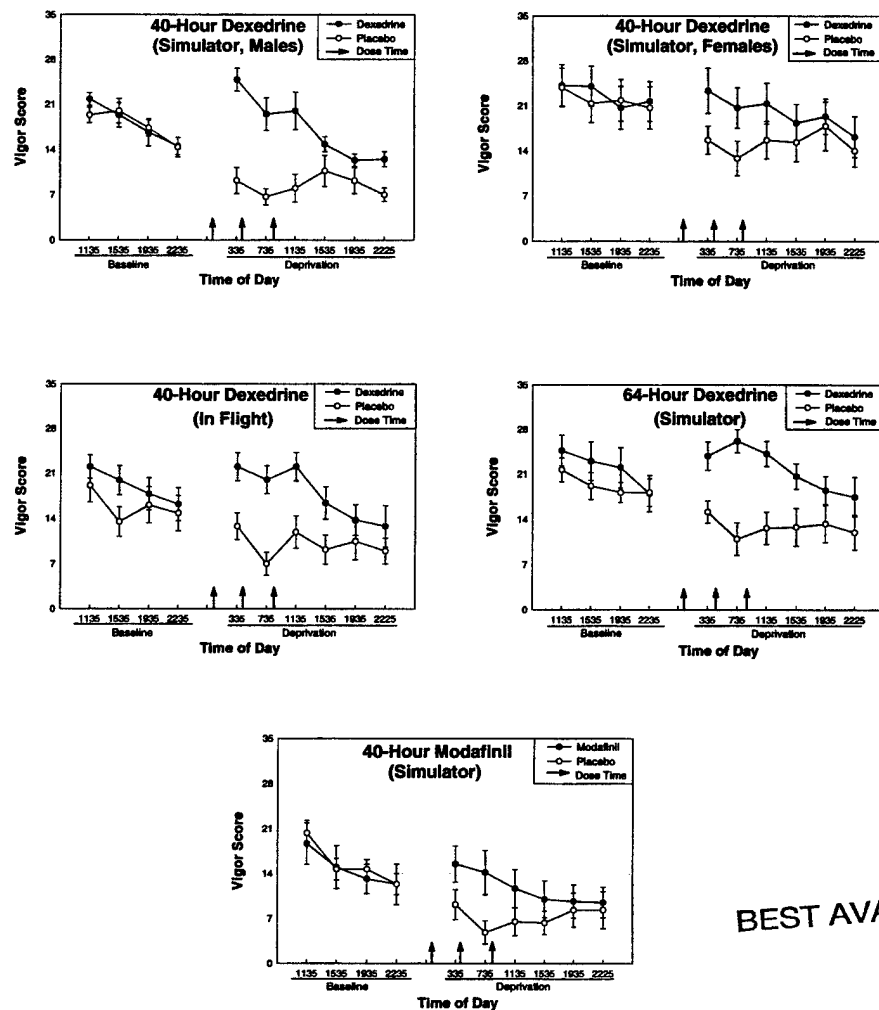 40-Hour Dexedrine
(Simulator, Males)
Dexedrine
Placebo
Dose Time
Vigor Score
35
28
21
14
7
0
1135 1535 1935 2235 335 735 1135 1535 1935 2225
Baseline Deprivation
Time of Day
40-Hour Dexedrine
(Simulator, Females)
Dexedrine
Placebo
Dose Time
Vigor Score
35
28
21
14
7
0
1135 1535 1935 2235 335 735 1135 1535 1935 2225
Baseline Deprivation
Time of Day
40-Hour Dexedrine
(In Flight)
Dexedrine
Placebo
Dose Time
Vigor Score
35
28
21
14
7
0
1135 1535 1935 2235 335 735 1135 1535 1935 2225
Baseline Deprivation
Time of Day
64-Hour Dexedrine
(Simulator)
Dexedrine
Placebo
Dose Time
Vigor Score
35
28
21
14
7
0
1135 1535 1935 2235 335 735 1135 1535 1935 2225
Baseline Deprivation
Time of Day
40-Hour Modafinil
(Simulator)
Modafinil
Placebo
Dose Time
Vigor Score
35
28
21
14
7
0
1135 1535 1935 2235 335 735 1135 1535 1935 2225
Baseline Deprivation
Time of Day
BEST AVA